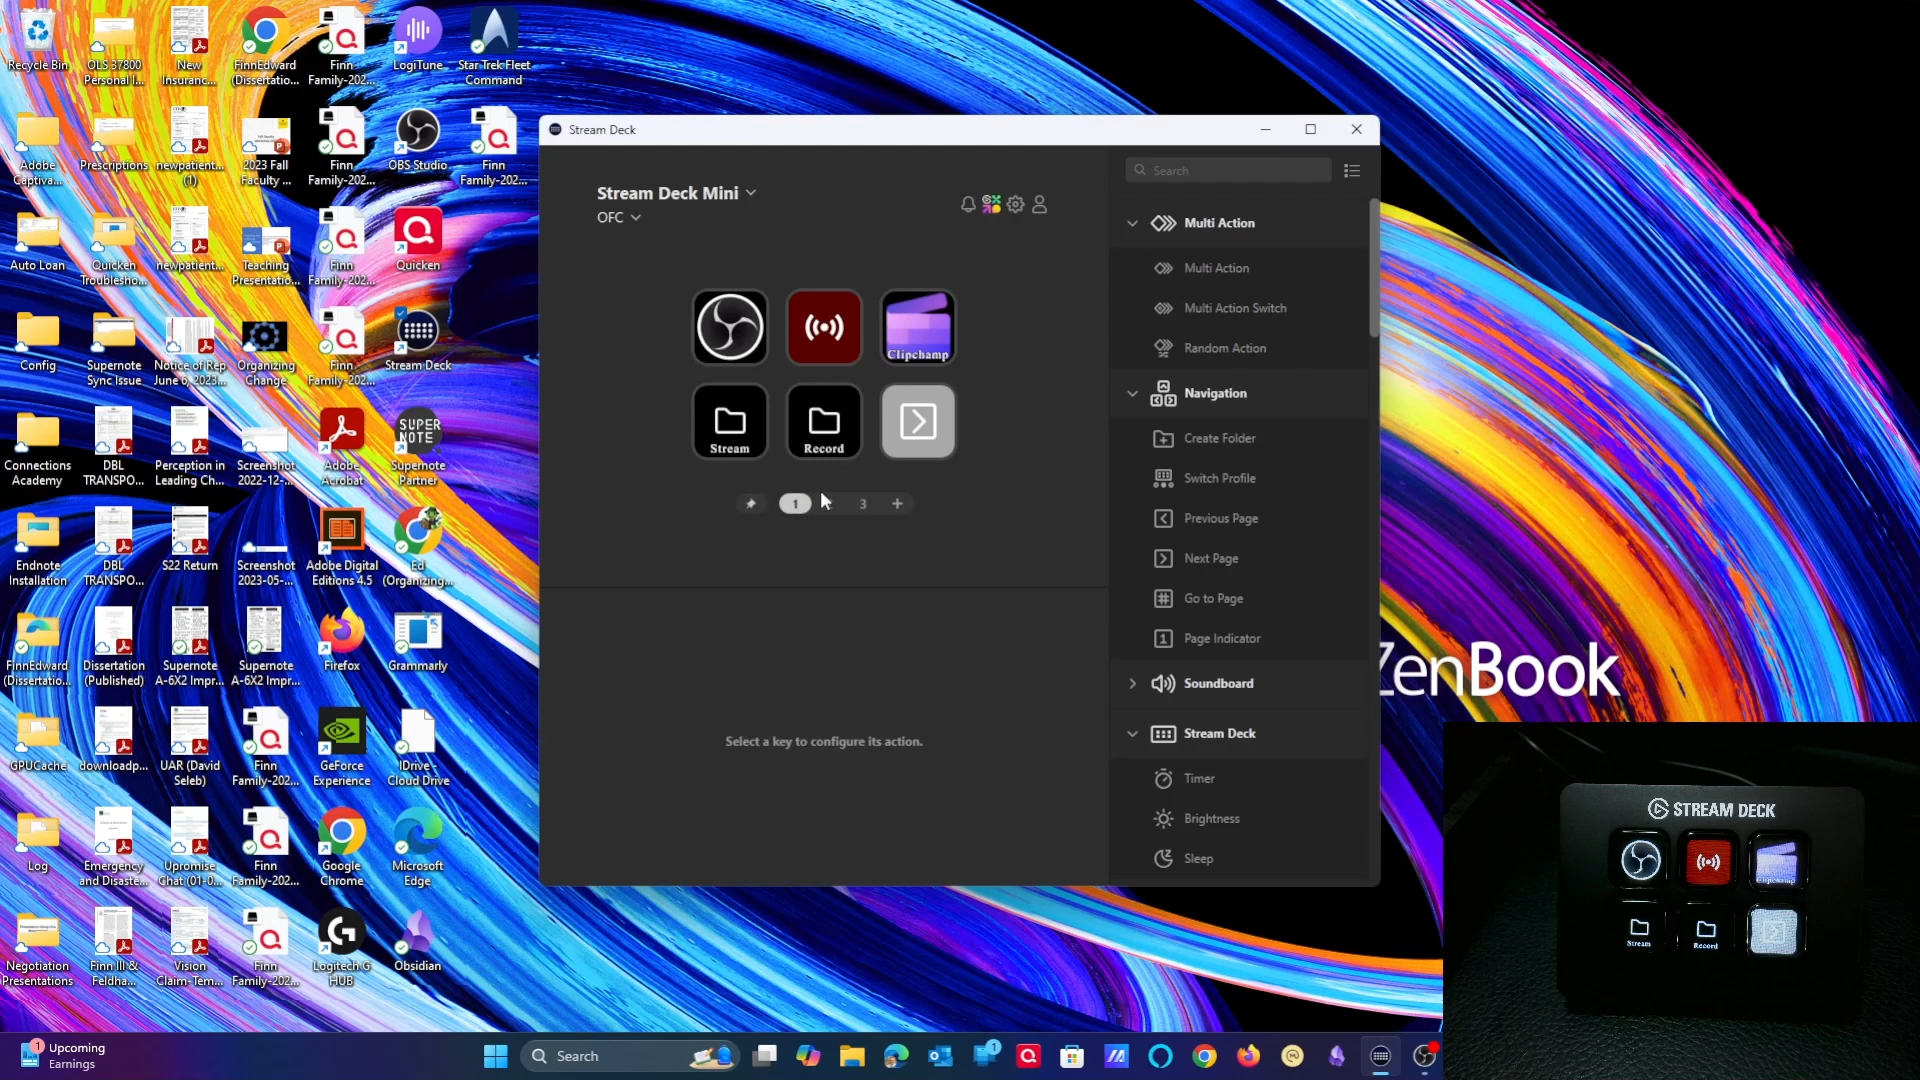 Recycle Bin
OLS 37800
Personal I...
New
Insuranc...
FinnEdward
(Dissertatio...
Finn
Family-202...
LogiTune
Star Trek Fleet
Command
Adobe
Captiva...
Prescriptions
newpatient...
(1)
2023 Fall
Faculty ...
Finn
Family-202...
OBS Studio
Finn
Family-202...
Auto Loan
Quicken
Troublesho...
newpatient...
Teaching
Presentatio...
Finn
Family-202...
Quicken
Config
Supernote
Sync Issue
Notice of Rep
June 6, 2023...
Organizing
Change
Finn
Family-202...
Stream Deck
Connections
Academy
DBL
TRANSPO...
Perception in
Leading Ch...
Screenshot
2022-12-...
Adobe
Acrobat
SUPER
NOTE
Supernote
Partner
Endnote
Installation
DBL
TRANSPO...
S22 Return
Screenshot
2023-05-...
Adobe Digital
Editions 4.5
Ed
(Organizing...
FinnEdward
(Dissertatio...
Dissertation
(Published)
Supernote
A-6X2 Impr...
Supernote
A-6X2 Impr...
Firefox
Grammarly
GPUCache
downloadp...
UAR (David
Seleb)
Finn
Family-202...
GeForce
Experience
IDrive -
Cloud Drive
Log
Emergency
and Disaste...
Upromise
Chat (01-0...
Finn
Family-202...
Google
Chrome
Microsoft
Edge
Negotiation
Presentations
Finn III &
Feldha...
Vision
Claim-Tem...
Finn
Family-202...
Logitech G
HUB
Obsidian
Stream Deck
Stream Deck Mini
OFC
Clipchamp
Stream
Record
1
3
+
Select a key to configure its action.
Search
Multi Action
Multi Action
Multi Action Switch
Random Action
Navigation
Create Folder
Switch Profile
Previous Page
Next Page
Go to Page
Page Indicator
Soundboard
Stream Deck
Timer
Brightness
Sleep
ZenBook
STREAM DECK
Clipchamp
Stream
Record
1
Upcoming
Earnings
Search
1